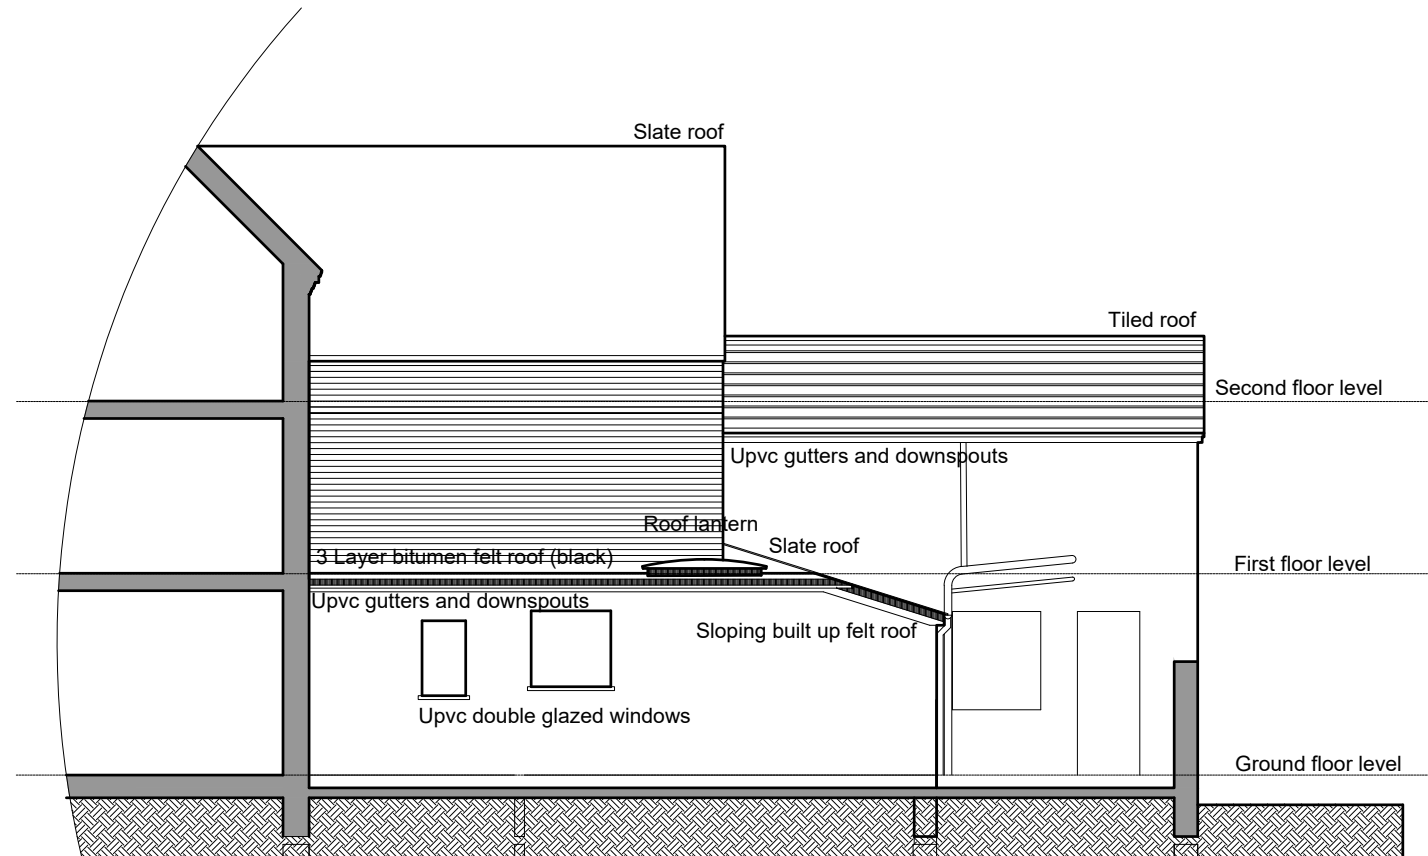 Slate roof
Tiled roof
Second floor level
Upvc gutters and downspouts
Roof lantern
Slate roof
3 Layer bitumen felt roof (black)
First floor level
Upvc gutters and downspouts
Sloping built up felt roof
Upvc double glazed windows
Ground floor level